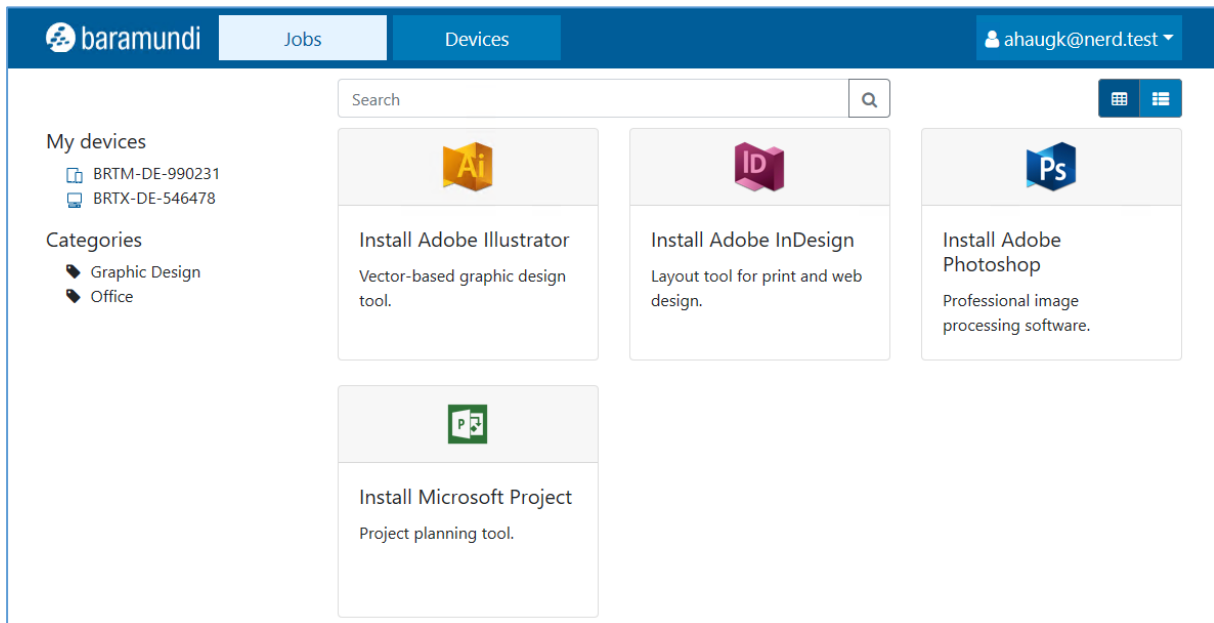 baramundi
Jobs
Devices
ahaugk@nerd.test
Search
My devices
BRTM-DE-990231
BRTX-DE-546478
Categories
Graphic Design
Office
Ai
Install Adobe Illustrator
Vector-based graphic design
tool.
ID
Install Adobe InDesign
Layout tool for print and web
design.
Ps
Install Adobe
Photoshop
Professional image
processing software.
P
Install Microsoft Project
Project planning tool.